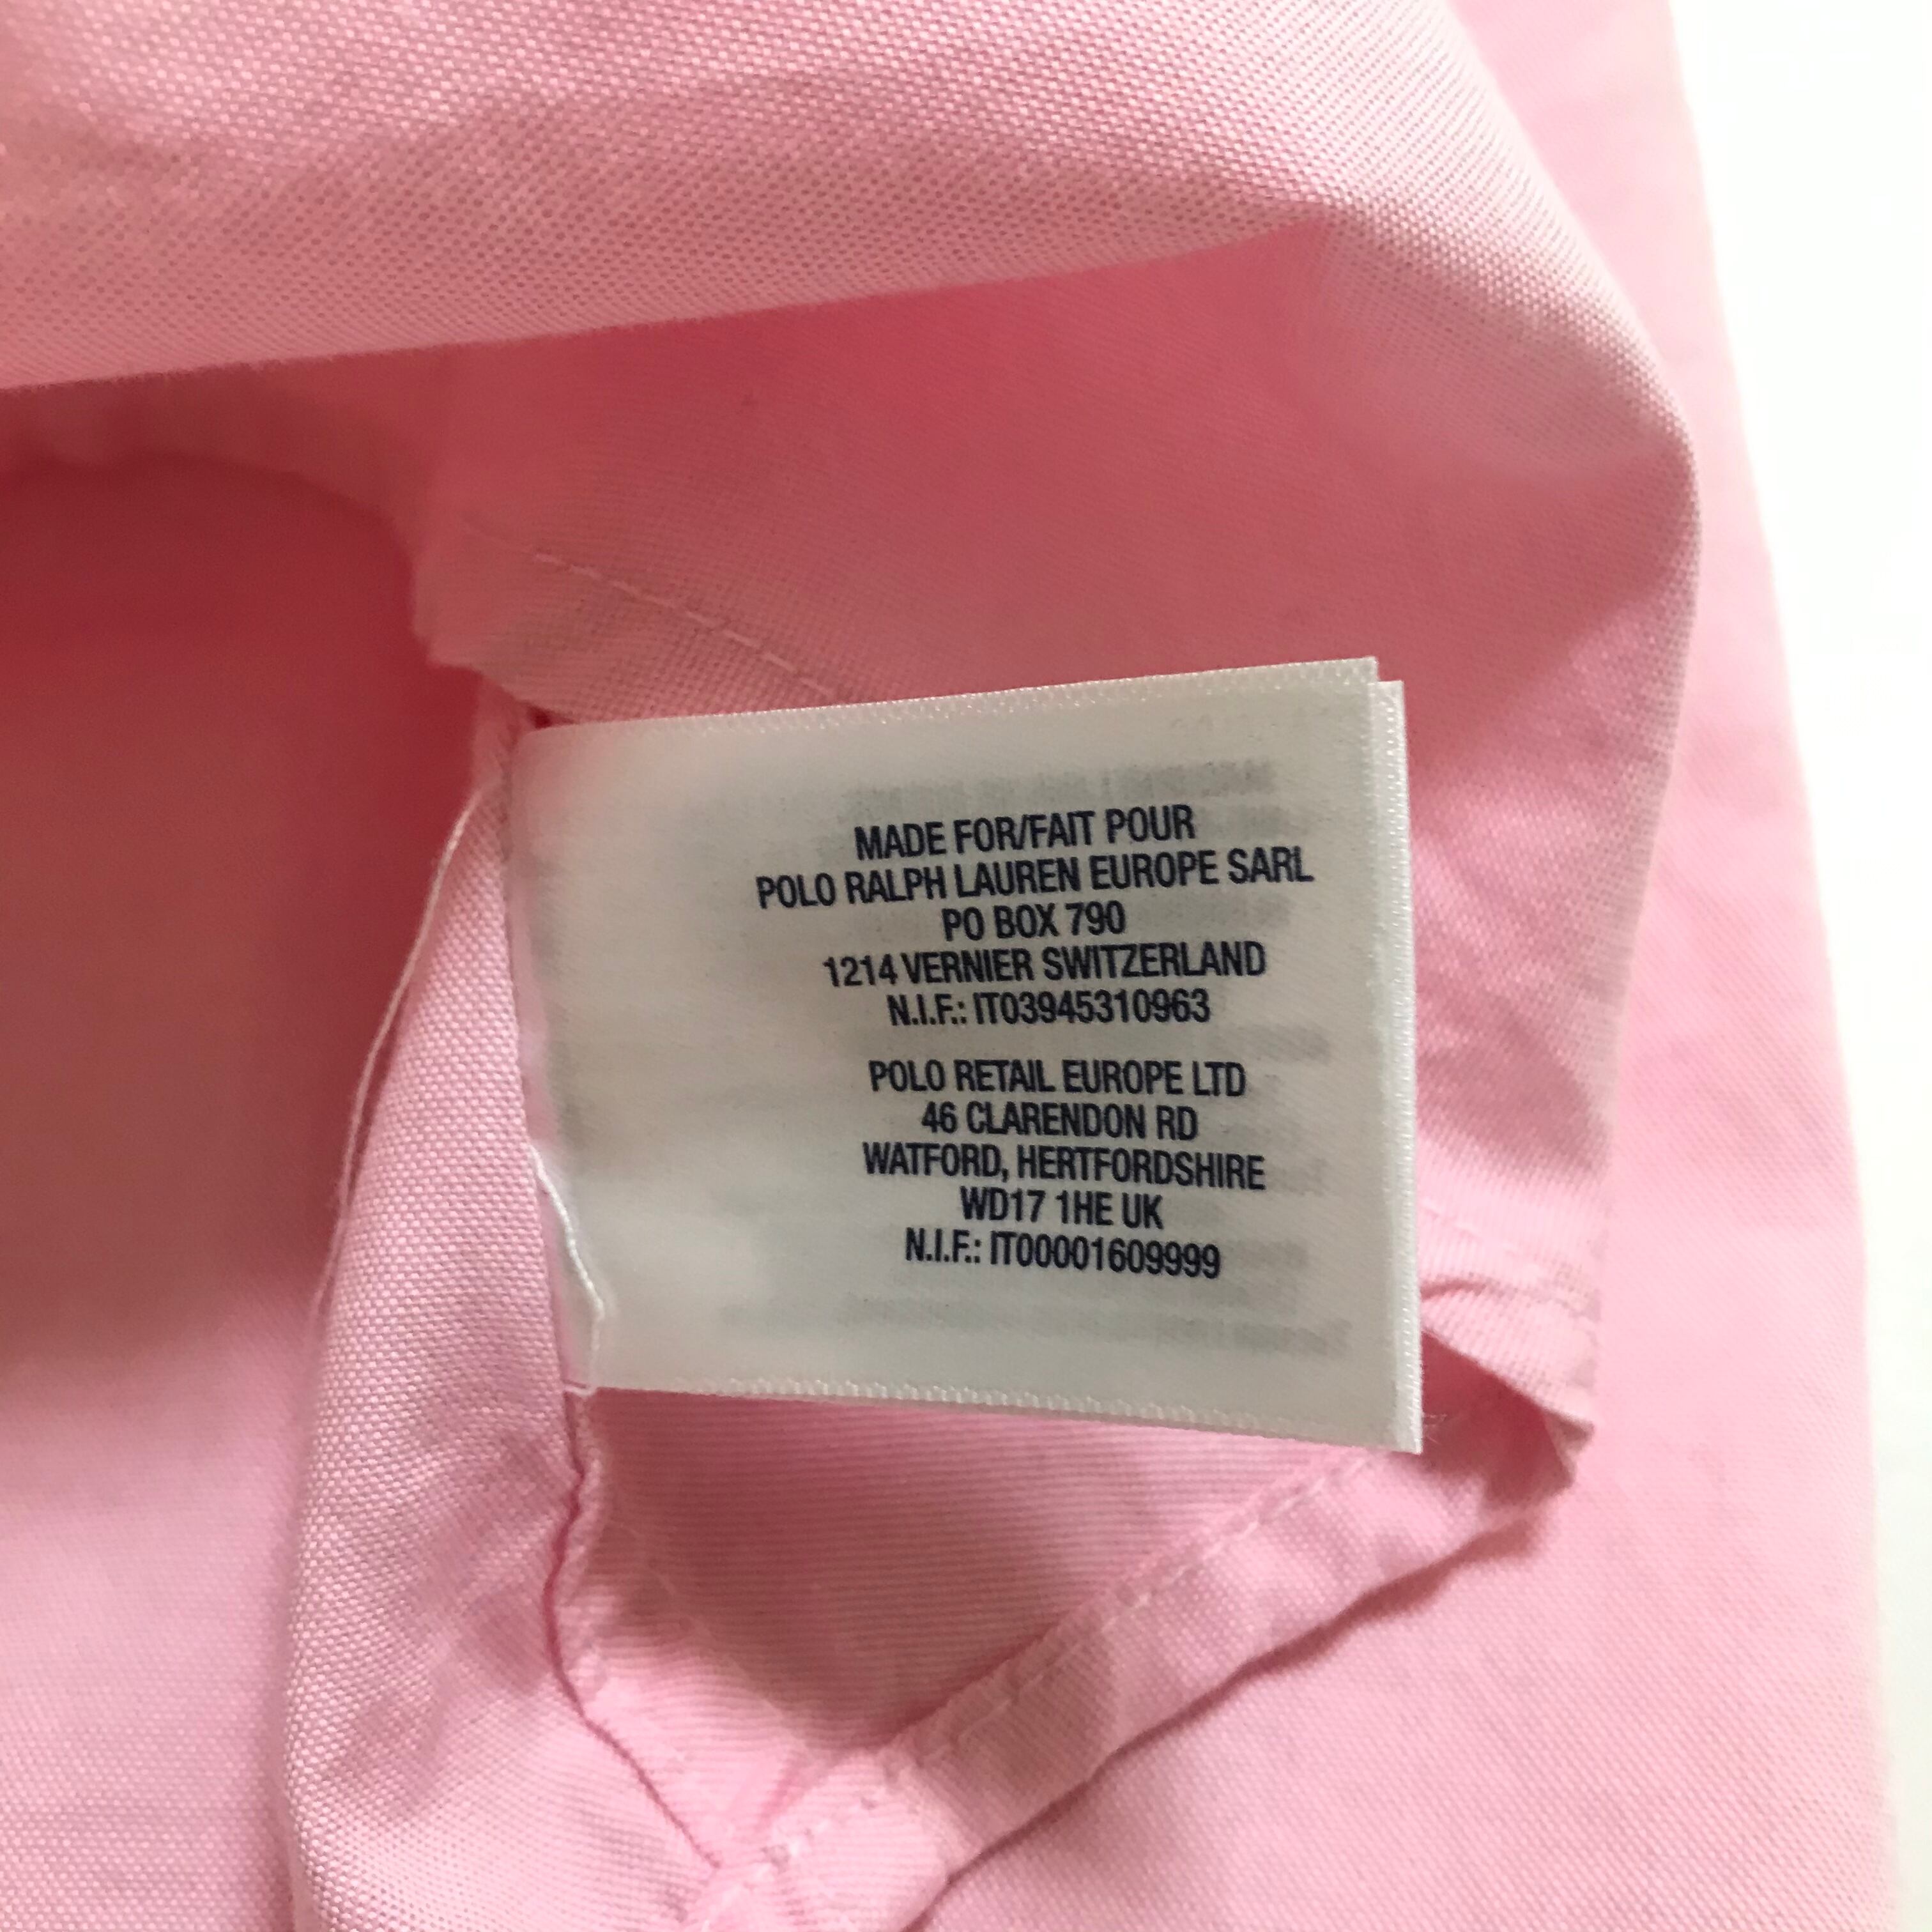 MADE FOR/FAIT POUR
POLO RALPH LAUREN EUROPE SARL
PO BOX 790
1214 VERNIER SWITZERLAND
N.I.F.: IT03945310963
POLO RETAIL EUROPE LTD
46 CLARENDON RD
WATFORD, HERTFORDSHIRE
WD17 1HE UK
N.I.F.: IT00001609999